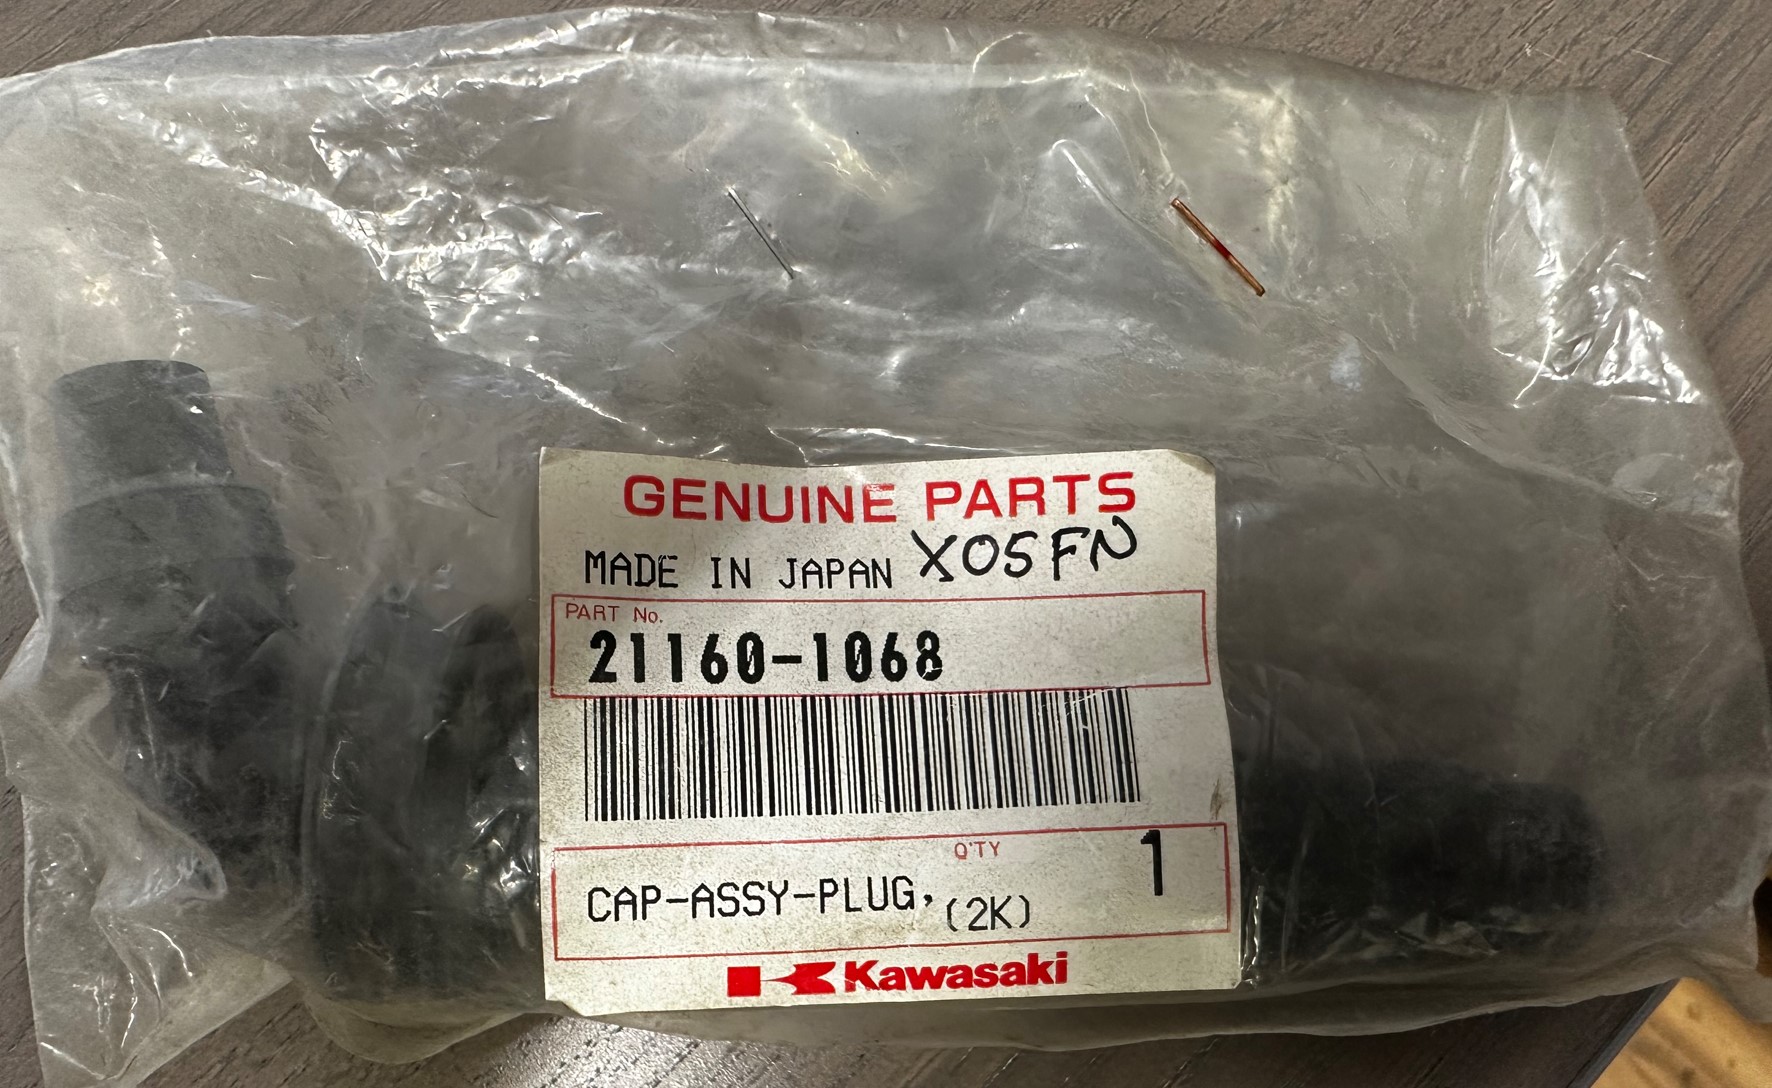 GENUINE PARTS
MADE IN JAPAN X05FN
PART No.
21160-1068
Q'TY
CAP-ASSY-PLUG, (2K) 1
Kawasaki